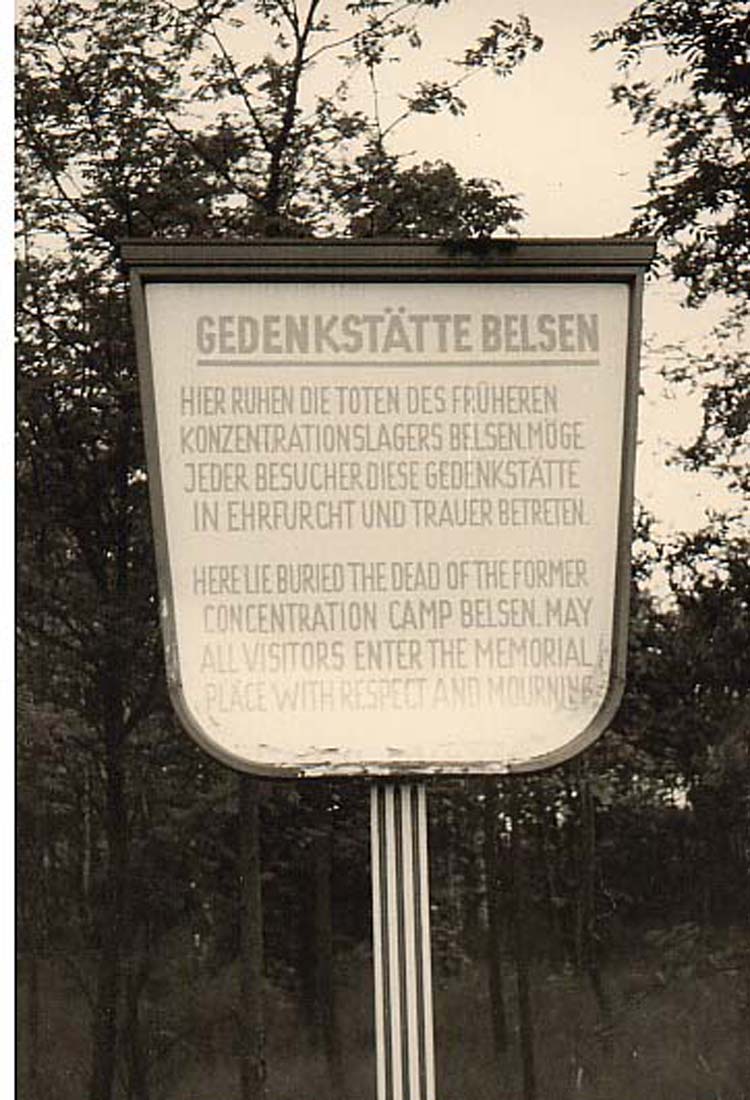 GEDENKSTÄTTE BELSEN
HIER RUHEN DIE TOTEN DES FRÜHEREN
KONZENTRATIONSLAGERS BELSEN. MÖGE
JEDER BESUCHER DIESE GEDENKSTÄTTE
IN EHRFURCHT UND TRAUER BETRETEN.
HERE LIE BURIED THE DEAD OF THE FORMER
CONCENTRATION CAMP BELSEN. MAY
ALL VISITORS ENTER THE MEMORIAL
PLACE WITH RESPECT AND MOURNING.